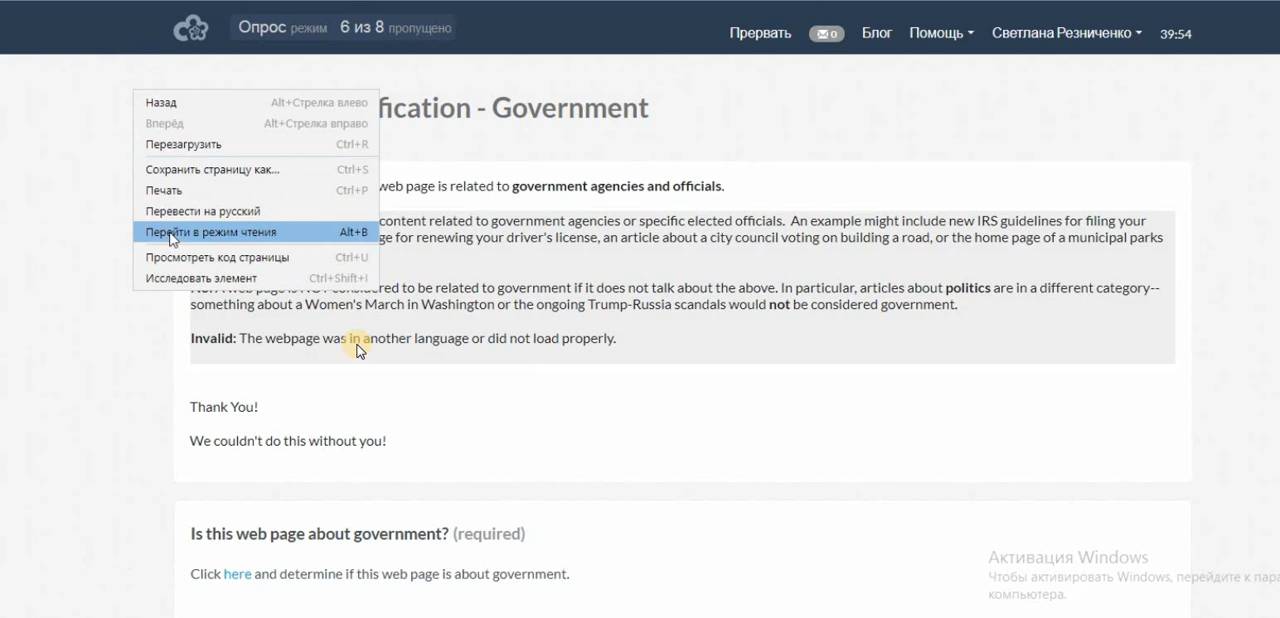 Опрос режим 6 из 8 пропущено
Прервать 0 Блог Помощь Светлана Резниченко 39:54
fication - Government
Назад Alt+Стрелка влево
Вперёд Alt+Стрелка вправо
Перезагрузить Ctrl+R
Сохранить страницу как... Ctrl+S
Печать Ctrl+P
Перевести на русский
Перейти в режим чтения Alt+B
Просмотреть код страницы Ctrl+U
Исследовать элемент Ctrl+Shift+I
web page is related to government agencies and officials.
content related to government agencies or specific elected officials. An example might include new IRS guidelines for filing your
ge for renewing your driver's license, an article about a city council voting on building a road, or the home page of a municipal parks
to be related to government if it does not talk about the above. In particular, articles about politics are in a different category--
something about a Women's March in Washington or the ongoing Trump-Russia scandals would not be considered government.
Invalid: The webpage was in another language or did not load properly.
Thank You!
We couldn't do this without you!
Is this web page about government? (required)
Click here and determine if this web page is about government.
Активация Windows
Чтобы активировать Windows, перейдите к пара
компьютера.